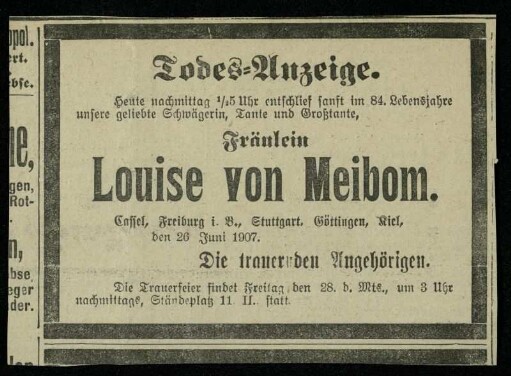 Todes-Anzeige.
Heute nachmittag 1/45 Uhr entschlief sanft im 84. Lebensjahre
unsere geliebte Schwägerin, Tante und Großtante,
Fräulein
Louise von Meibom.
Cassel, Freiburg i. B., Stuttgart. Göttingen, Kiel,
den 26 Juni 1907.
Die trauernden Angehörigen.
Die Trauerfeier findet Freitag, den 28. d. Mts., um 3 Uhr
nachmittags, Ständeplatz 11 II. statt